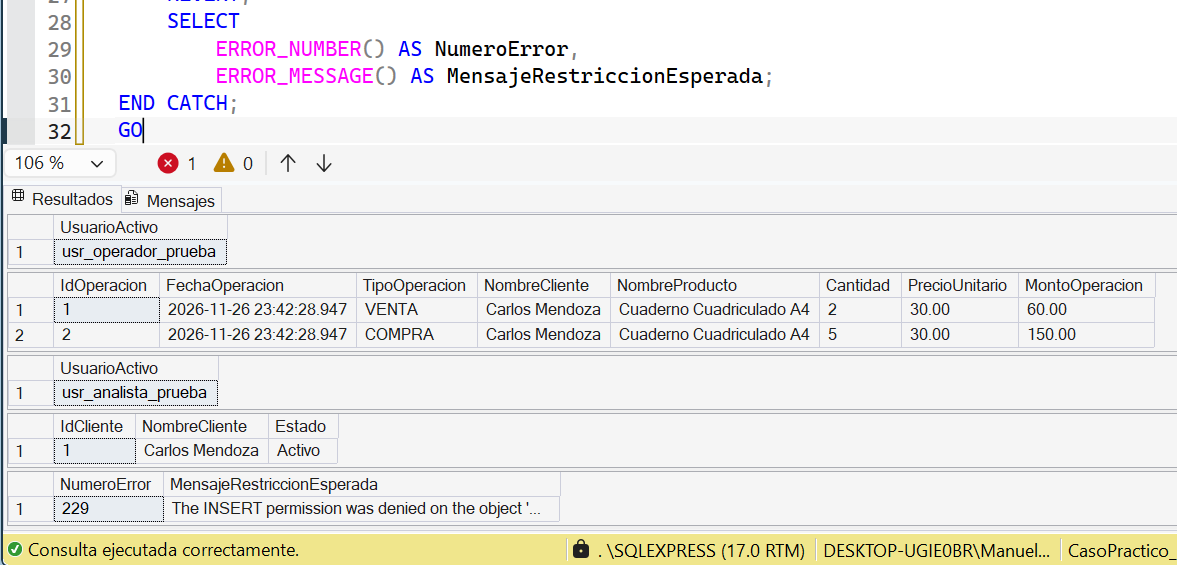 28 SELECT
29 ERROR_NUMBER() AS NumeroError,
30 ERROR_MESSAGE() AS MensajeRestriccionEsperada;
31 END CATCH;
32 GO
106 % 1 0
Resultados Mensajes
UsuarioActivo
1 usr_operador_prueba
IdOperacion FechaOperacion TipoOperacion NombreCliente NombreProducto Cantidad PrecioUnitario MontoOperacion
1 1 2026-11-26 23:42:28.947 VENTA Carlos Mendoza Cuaderno Cuadriculado A4 2 30.00 60.00
2 2 2026-11-26 23:42:28.947 COMPRA Carlos Mendoza Cuaderno Cuadriculado A4 5 30.00 150.00
UsuarioActivo
1 usr_analista_prueba
IdCliente NombreCliente Estado
1 1 Carlos Mendoza Activo
NumeroError MensajeRestriccionEsperada
1 229 The INSERT permission was denied on the object '...
Consulta ejecutada correctamente. .\SQLEXPRESS (17.0 RTM) DESKTOP-UGIE0BR\Manuel... CasoPractico_